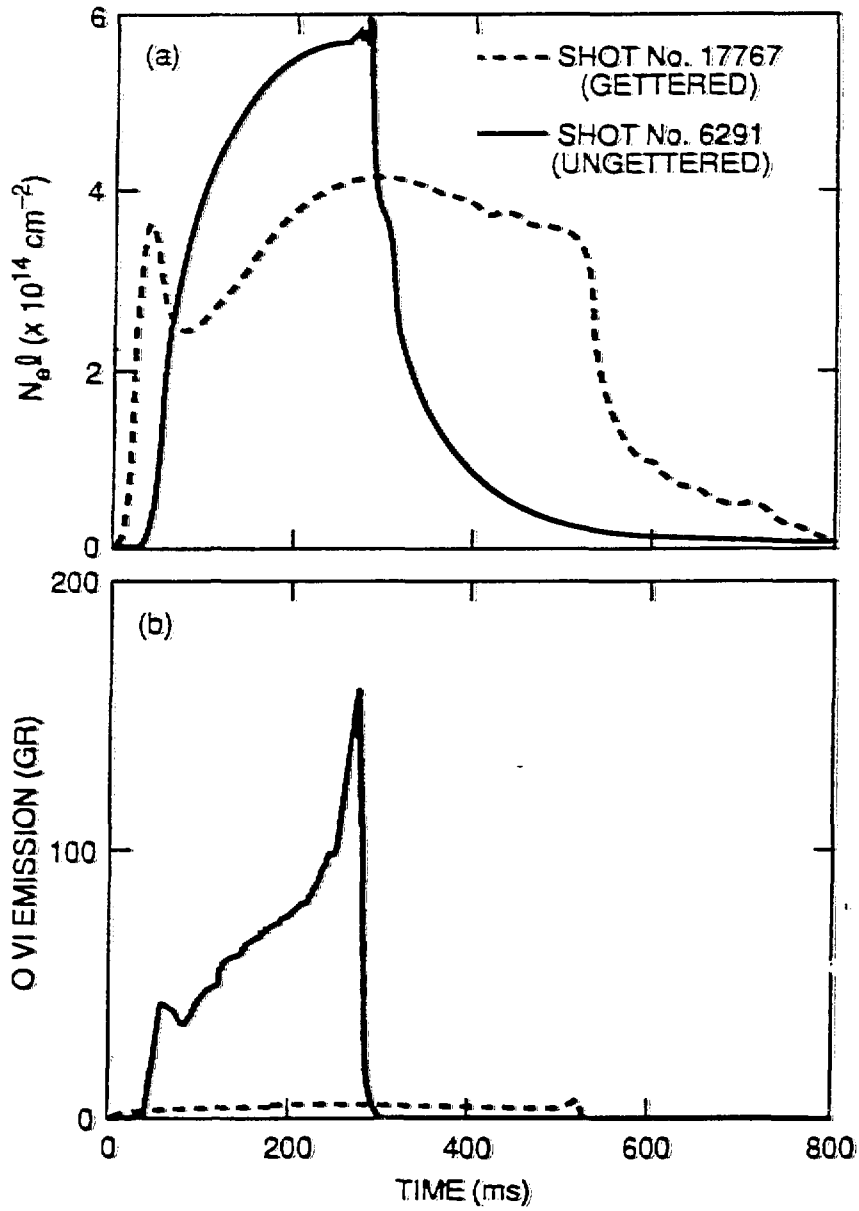 6
(a)
SHOT No. 17767
(GETTERED)
SHOT No. 6291
(UNGETTERED)
4
2
0
Neℓ (x 10¹⁴ cm⁻²)
200
(b)
100
0
O VI EMISSION (GR)
0 200 400 600 800
TIME (ms)